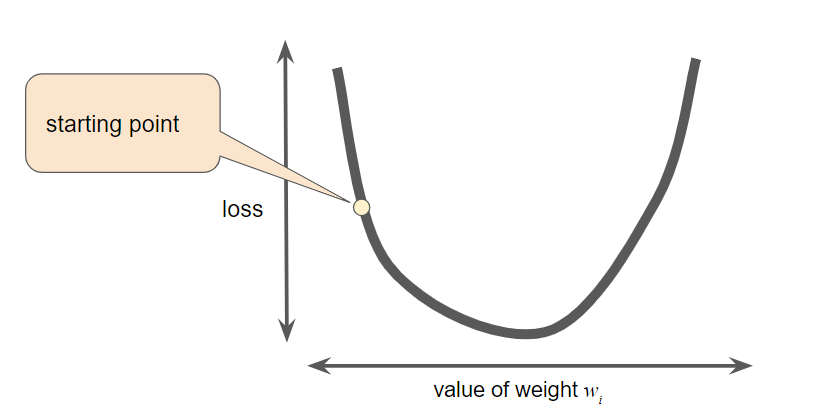 starting point
loss
value of weight wᵢ